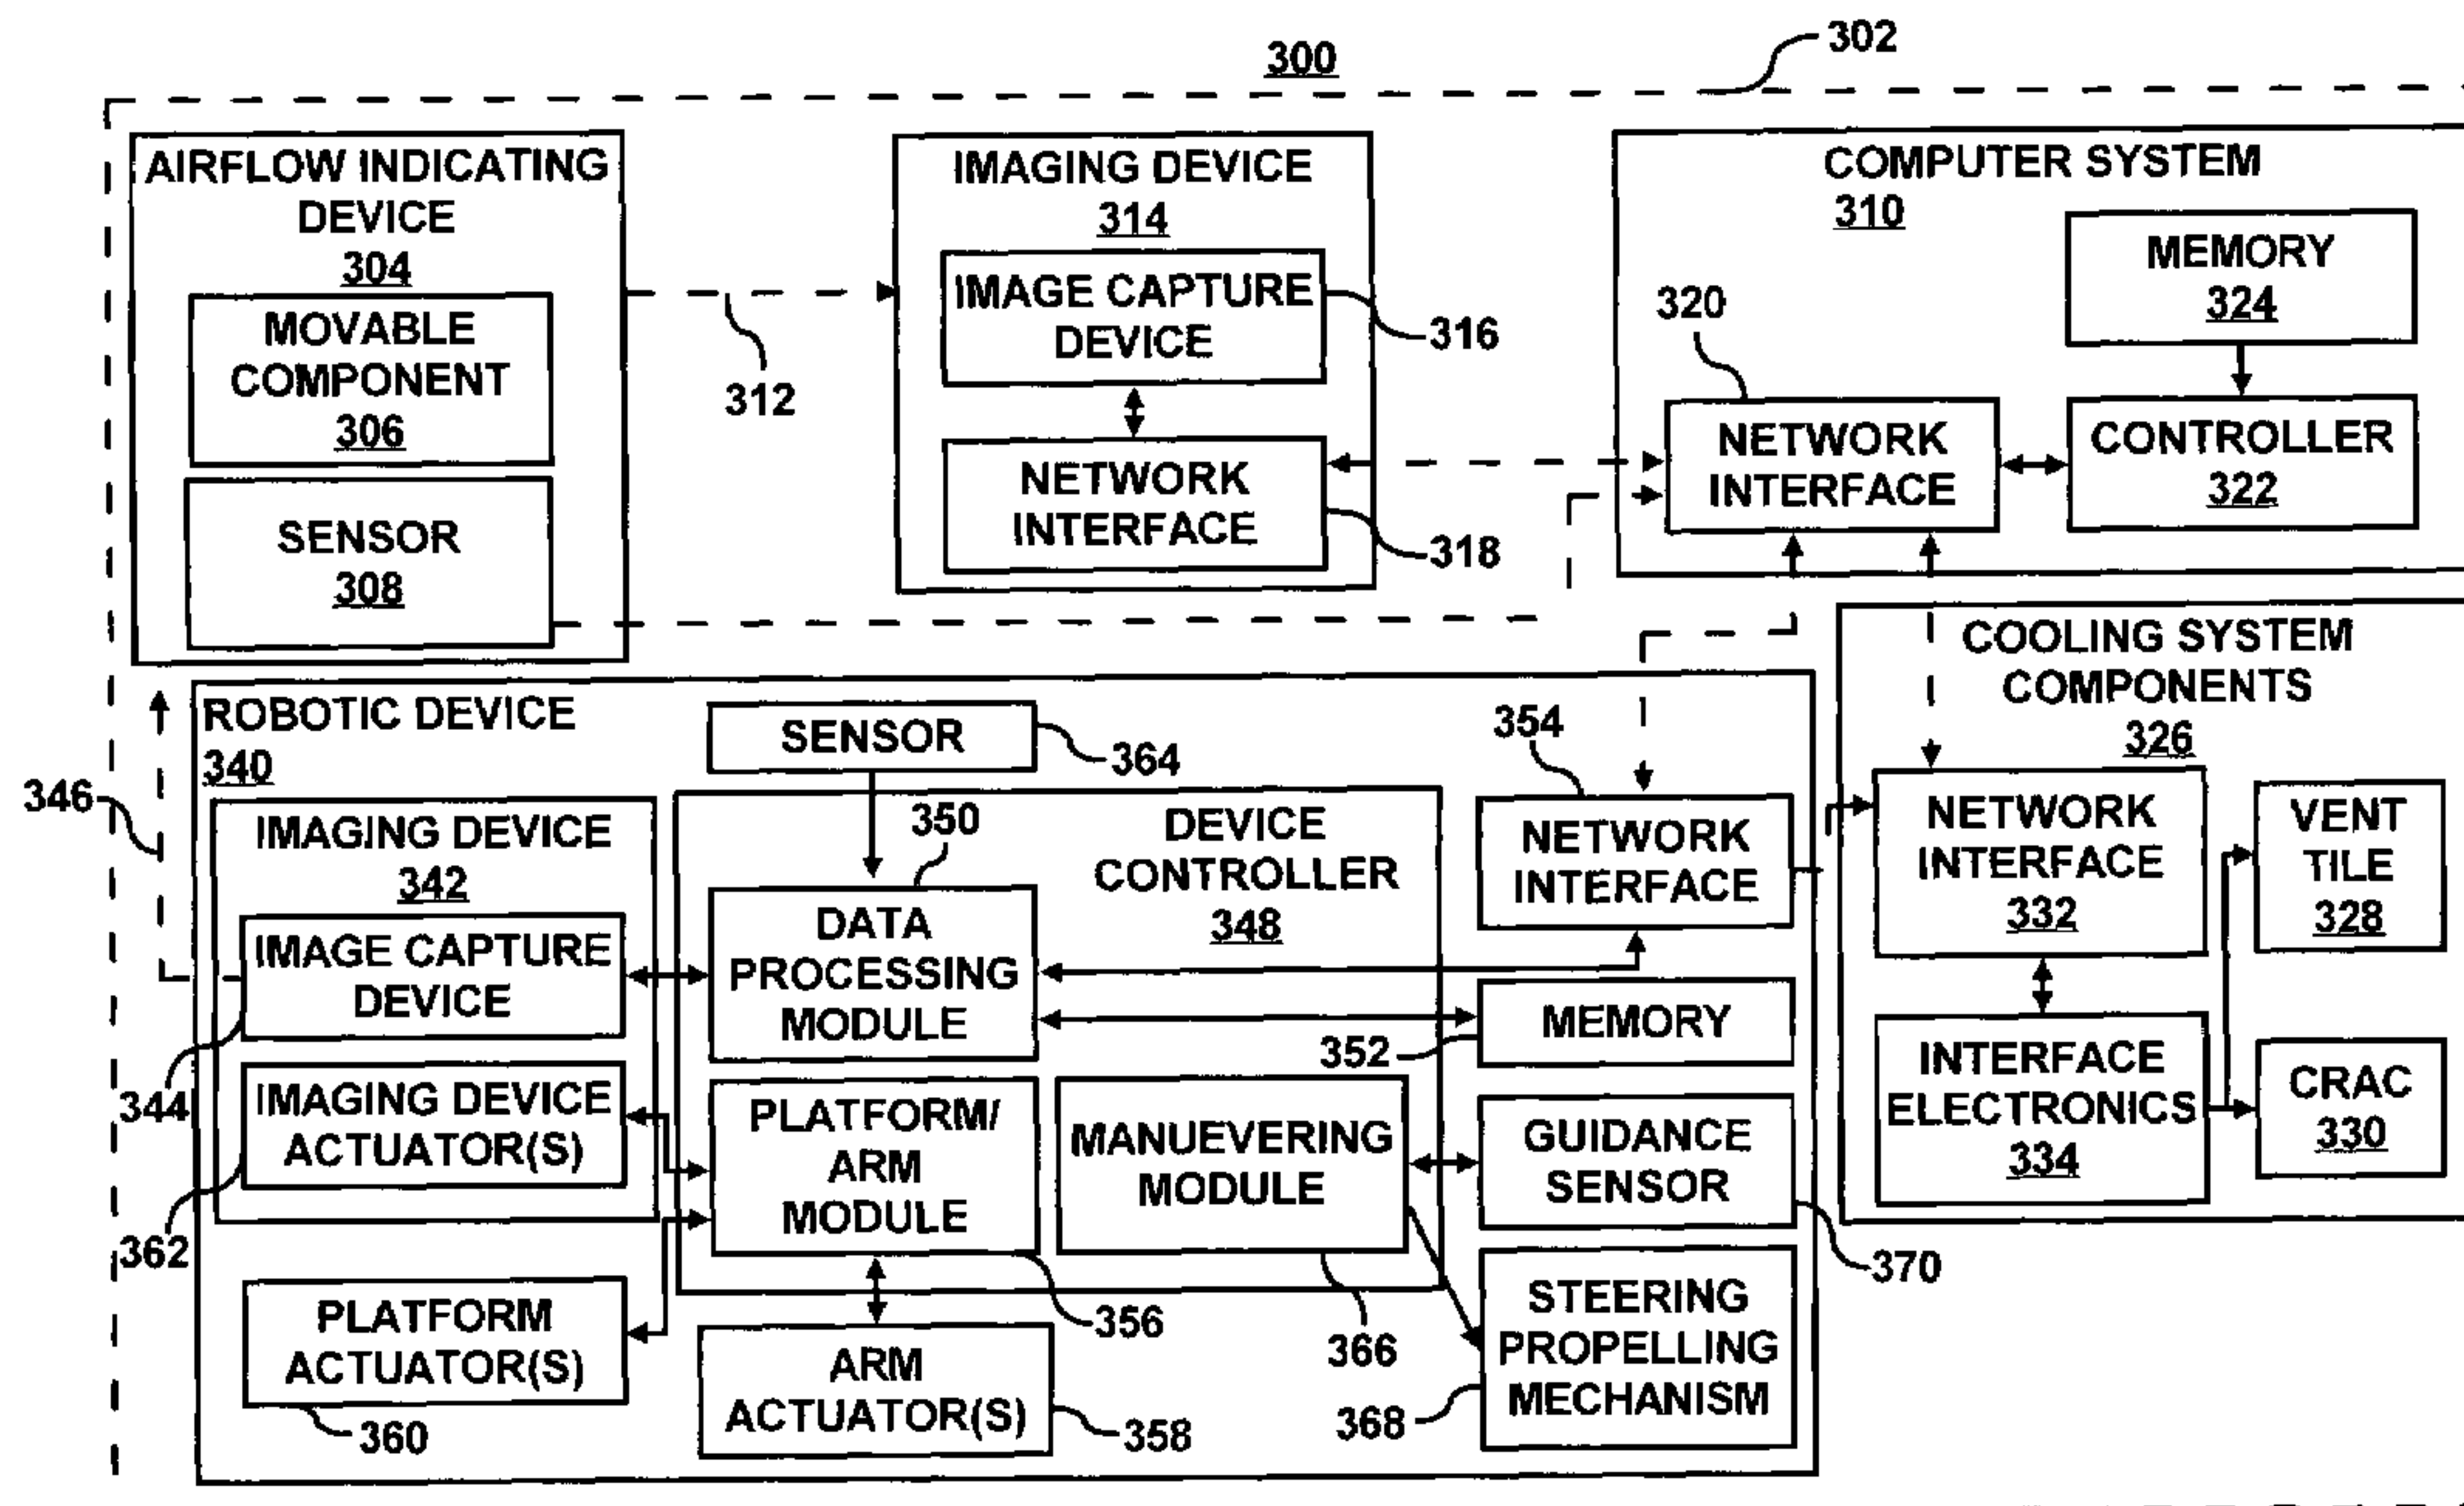 300
302
AIRFLOW INDICATING
DEVICE
304
MOVABLE
COMPONENT
306
SENSOR
308
312
IMAGING DEVICE
314
IMAGE CAPTURE
DEVICE
316
NETWORK
INTERFACE
318
COMPUTER SYSTEM
310
MEMORY
324
320
NETWORK
INTERFACE
CONTROLLER
322
COOLING SYSTEM
COMPONENTS
326
NETWORK
INTERFACE
332
VENT
TILE
328
INTERFACE
ELECTRONICS
334
CRAC
330
ROBOTIC DEVICE
340
346
SENSOR
364
IMAGING DEVICE
342
IMAGE CAPTURE
DEVICE
344
IMAGING DEVICE
ACTUATOR(S)
362
PLATFORM
ACTUATOR(S)
360
350
DEVICE
CONTROLLER
348
DATA
PROCESSING
MODULE
PLATFORM/
ARM
MODULE
356
MANUEVERING
MODULE
366
ARM
ACTUATOR(S)
358
354
NETWORK
INTERFACE
MEMORY
352
GUIDANCE
SENSOR
370
STEERING
PROPELLING
MECHANISM
368